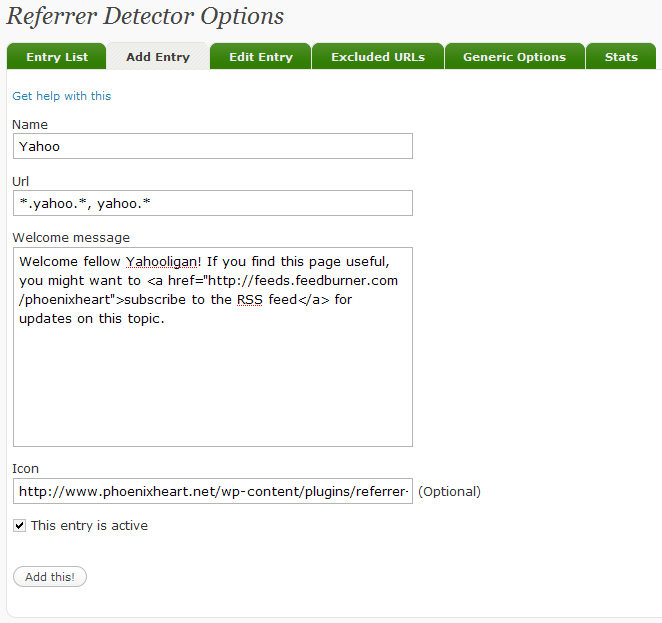 Referrer Detector Options
Entry List Add Entry Edit Entry Excluded URLs Generic Options Stats
Get help with this
Name
Yahoo
Url
*.yahoo.*, yahoo.*
Welcome message
Welcome fellow Yahooligan! If you find this page useful,
you might want to <a href="http://feeds.feedburner.com
/phoenixheart">subscribe to the RSS feed</a> for
updates on this topic.
Icon
http://www.phoenixheart.net/wp-content/plugins/referrer- (Optional)
This entry is active
Add this!